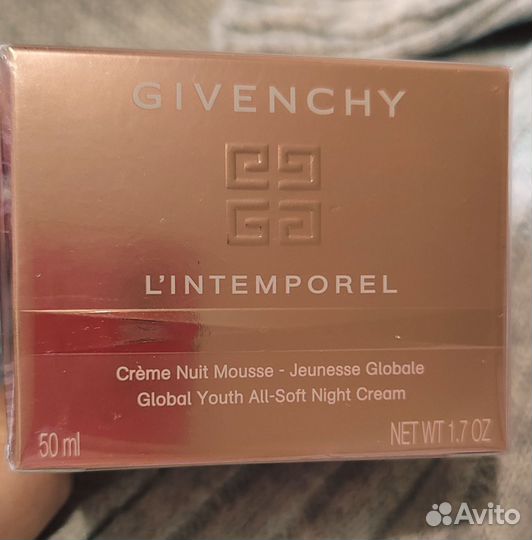 GIVENCHY
L'INTEMPOREL
Crème Nuit Mousse - Jeunesse Globale
Global Youth All-Soft Night Cream
50 ml NET WT 1.7 OZ
Avito